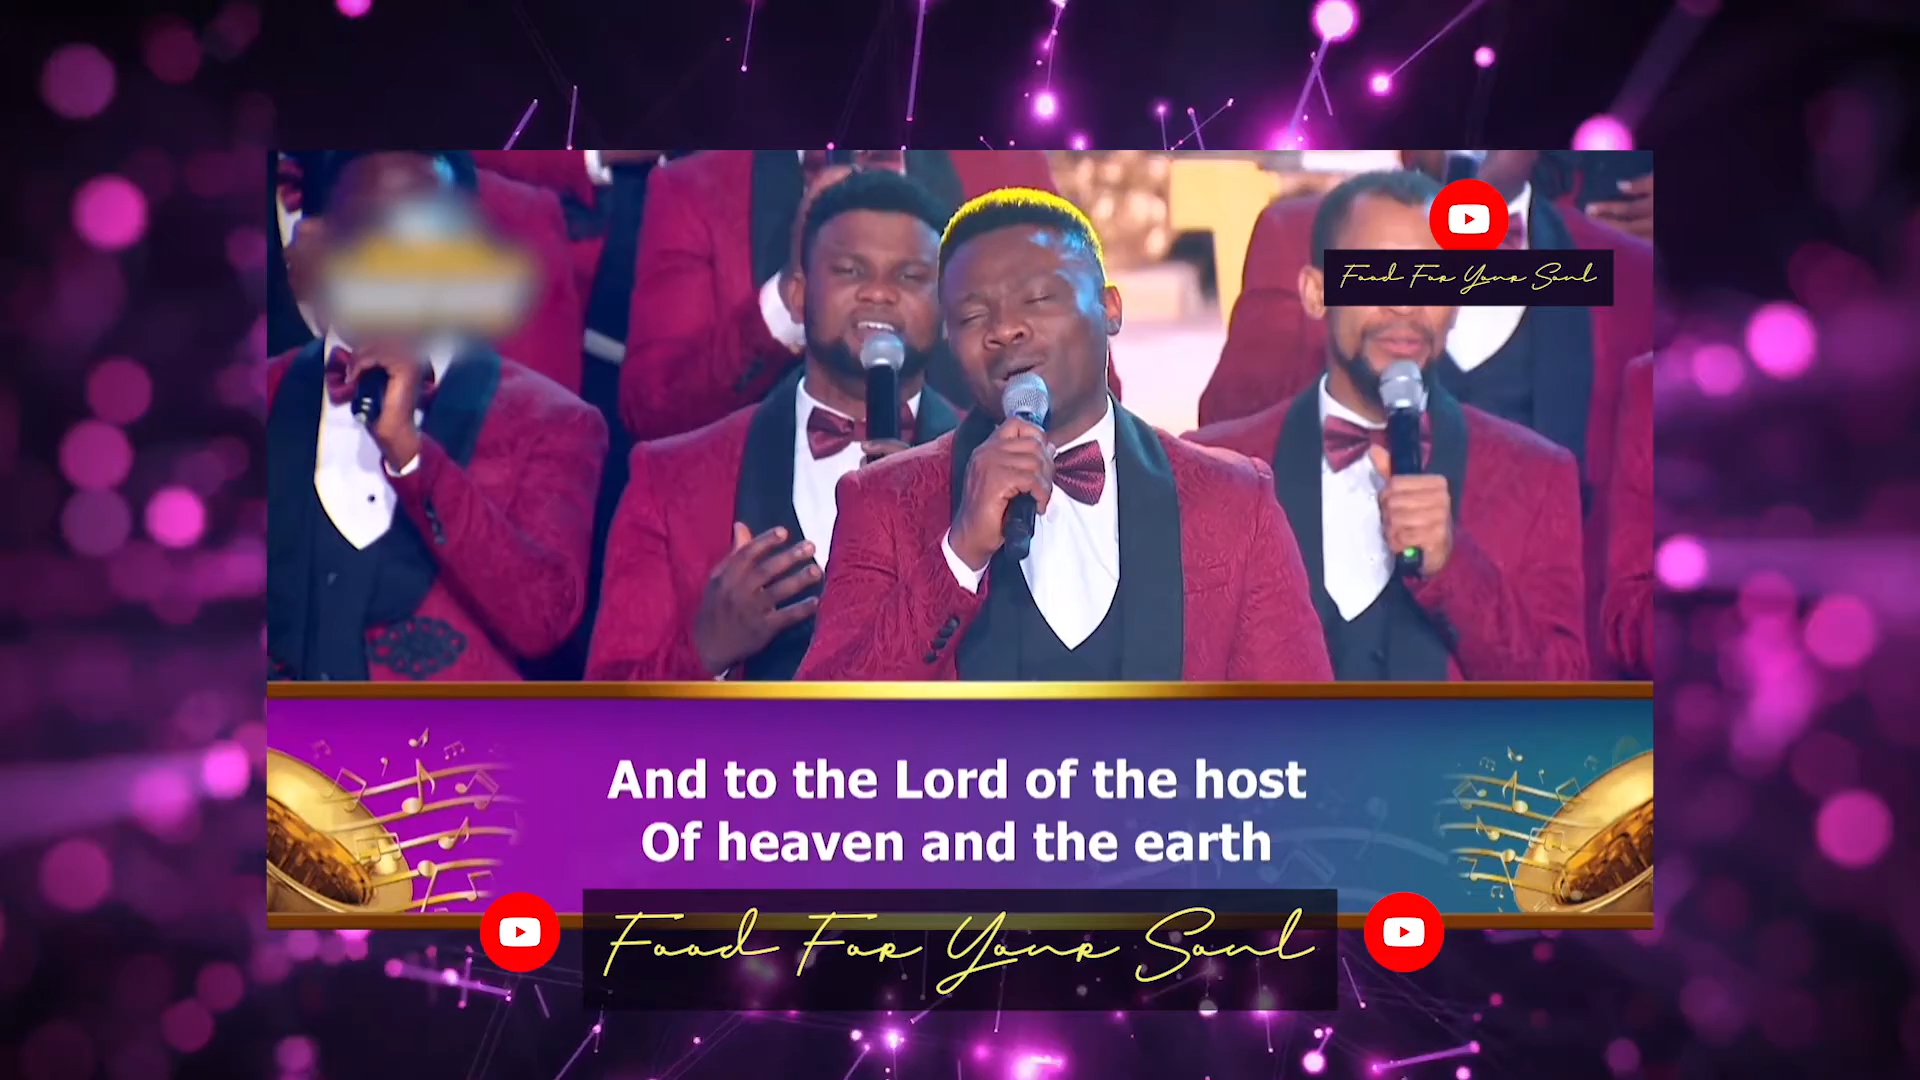 Food For Your Soul
And to the Lord of the host
Of heaven and the earth
Food For Your Soul